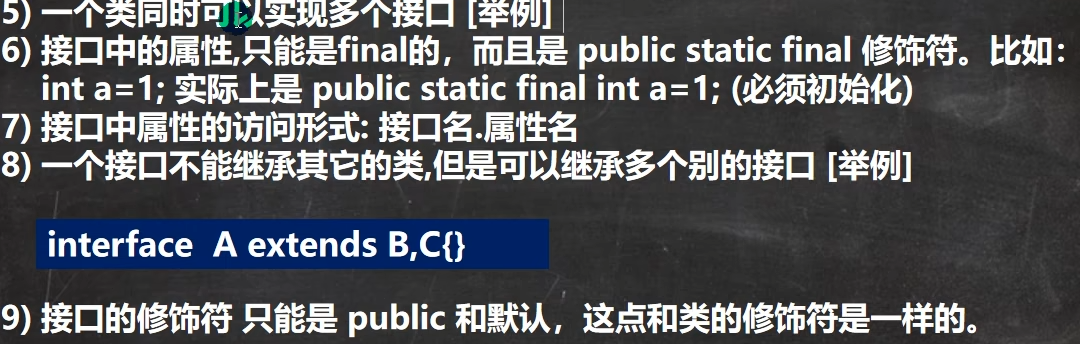 5) 一个类同时可以实现多个接口 [举例]
6) 接口中的属性,只能是final的，而且是 public static final 修饰符。比如：
int a=1; 实际上是 public static final int a=1; (必须初始化)
7) 接口中属性的访问形式: 接口名.属性名
8) 一个接口不能继承其它的类,但是可以继承多个别的接口 [举例]
interface  A extends B,C{}
9) 接口的修饰符 只能是 public 和默认，这点和类的修饰符是一样的。